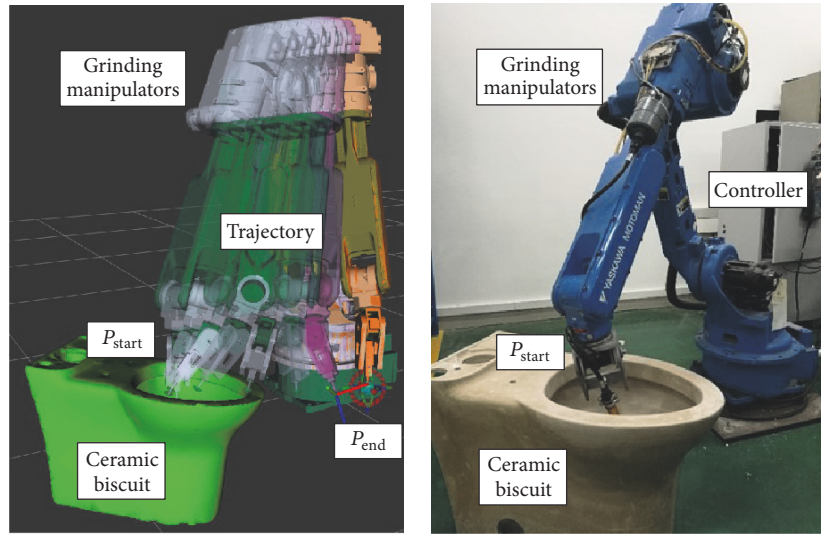 Grinding
manipulators
Trajectory
Pstart
Pend
Ceramic
biscuit
Grinding
manipulators
Controller
YASKAWA MOTOMAN
Pstart
Ceramic
biscuit